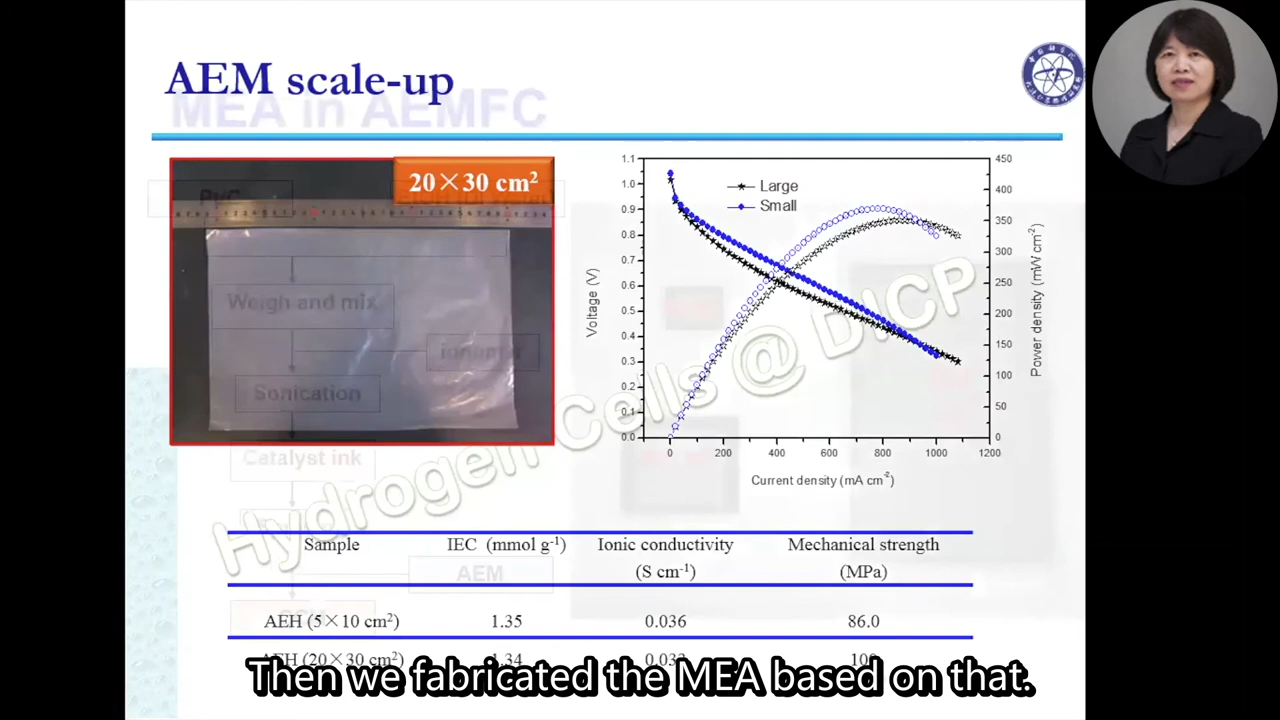 AEM scale-up
MEA in AEMFC
20×30 cm²
Pt/C
Weigh and mix
ionomer
Sonication
Catalyst ink
AEM
Large
Small
Voltage (V)
1.1
1.0
0.9
0.8
0.7
0.6
0.5
0.4
0.3
0.2
0.1
0.0
450
400
350
300
250
200
150
100
50
0
Power density (mW cm⁻²)
0 200 400 600 800 1000 1200
Current density (mA cm⁻²)
Hydrogen Cells @ DICP
Sample IEC (mmol g⁻¹) Ionic conductivity (S cm⁻¹) Mechanical strength (MPa)
AEH (5×10 cm²) 1.35 0.036 86.0
AEH (20×30 cm²) 1.34
Then we fabricated the MEA based on that.